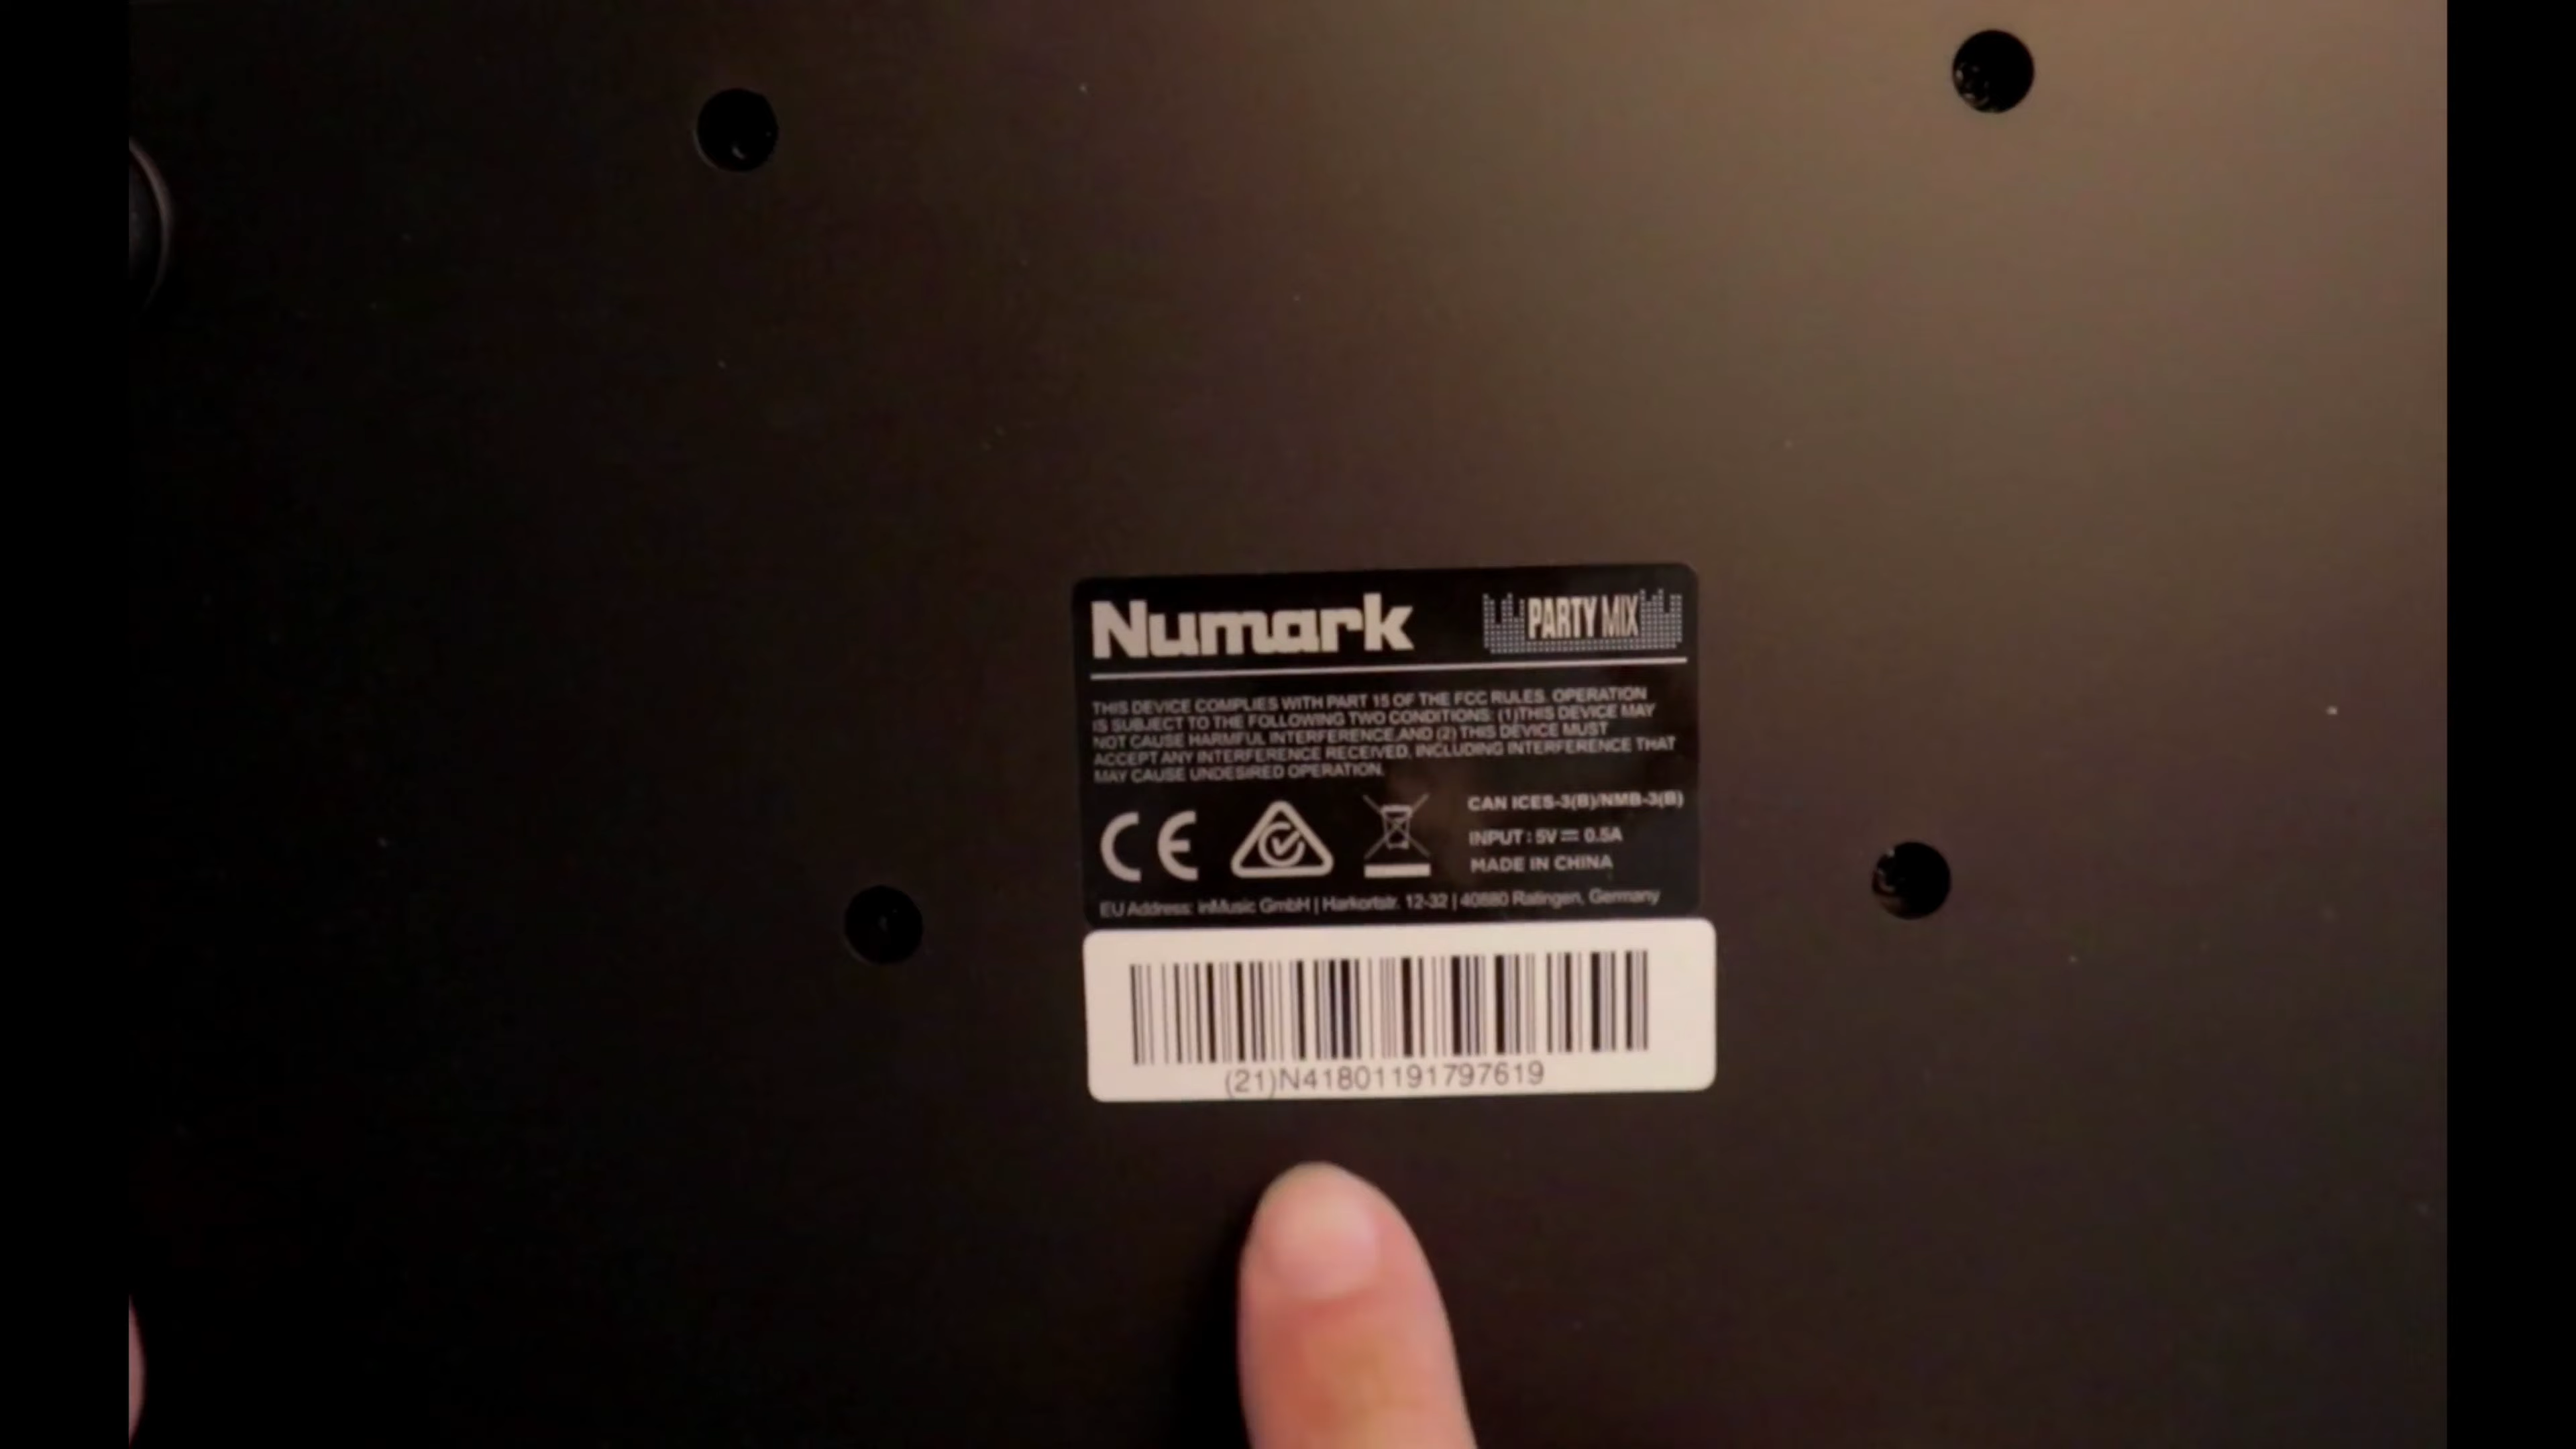 Numark PARTY MIX
THIS DEVICE COMPLIES WITH PART 15 OF THE FCC RULES. OPERATION
IS SUBJECT TO THE FOLLOWING TWO CONDITIONS: (1)THIS DEVICE MAY
NOT CAUSE HARMFUL INTERFERENCE,AND (2) THIS DEVICE MUST
ACCEPT ANY INTERFERENCE RECEIVED, INCLUDING INTERFERENCE THAT
MAY CAUSE UNDESIRED OPERATION.
CE
CAN ICES-3(B)/NMB-3(B)
INPUT : 5V ⎓ 0.5A
MADE IN CHINA
EU Address: inMusic GmbH | Harkortstr. 12-32 | 40880 Ratingen, Germany
(21)N41801191797619